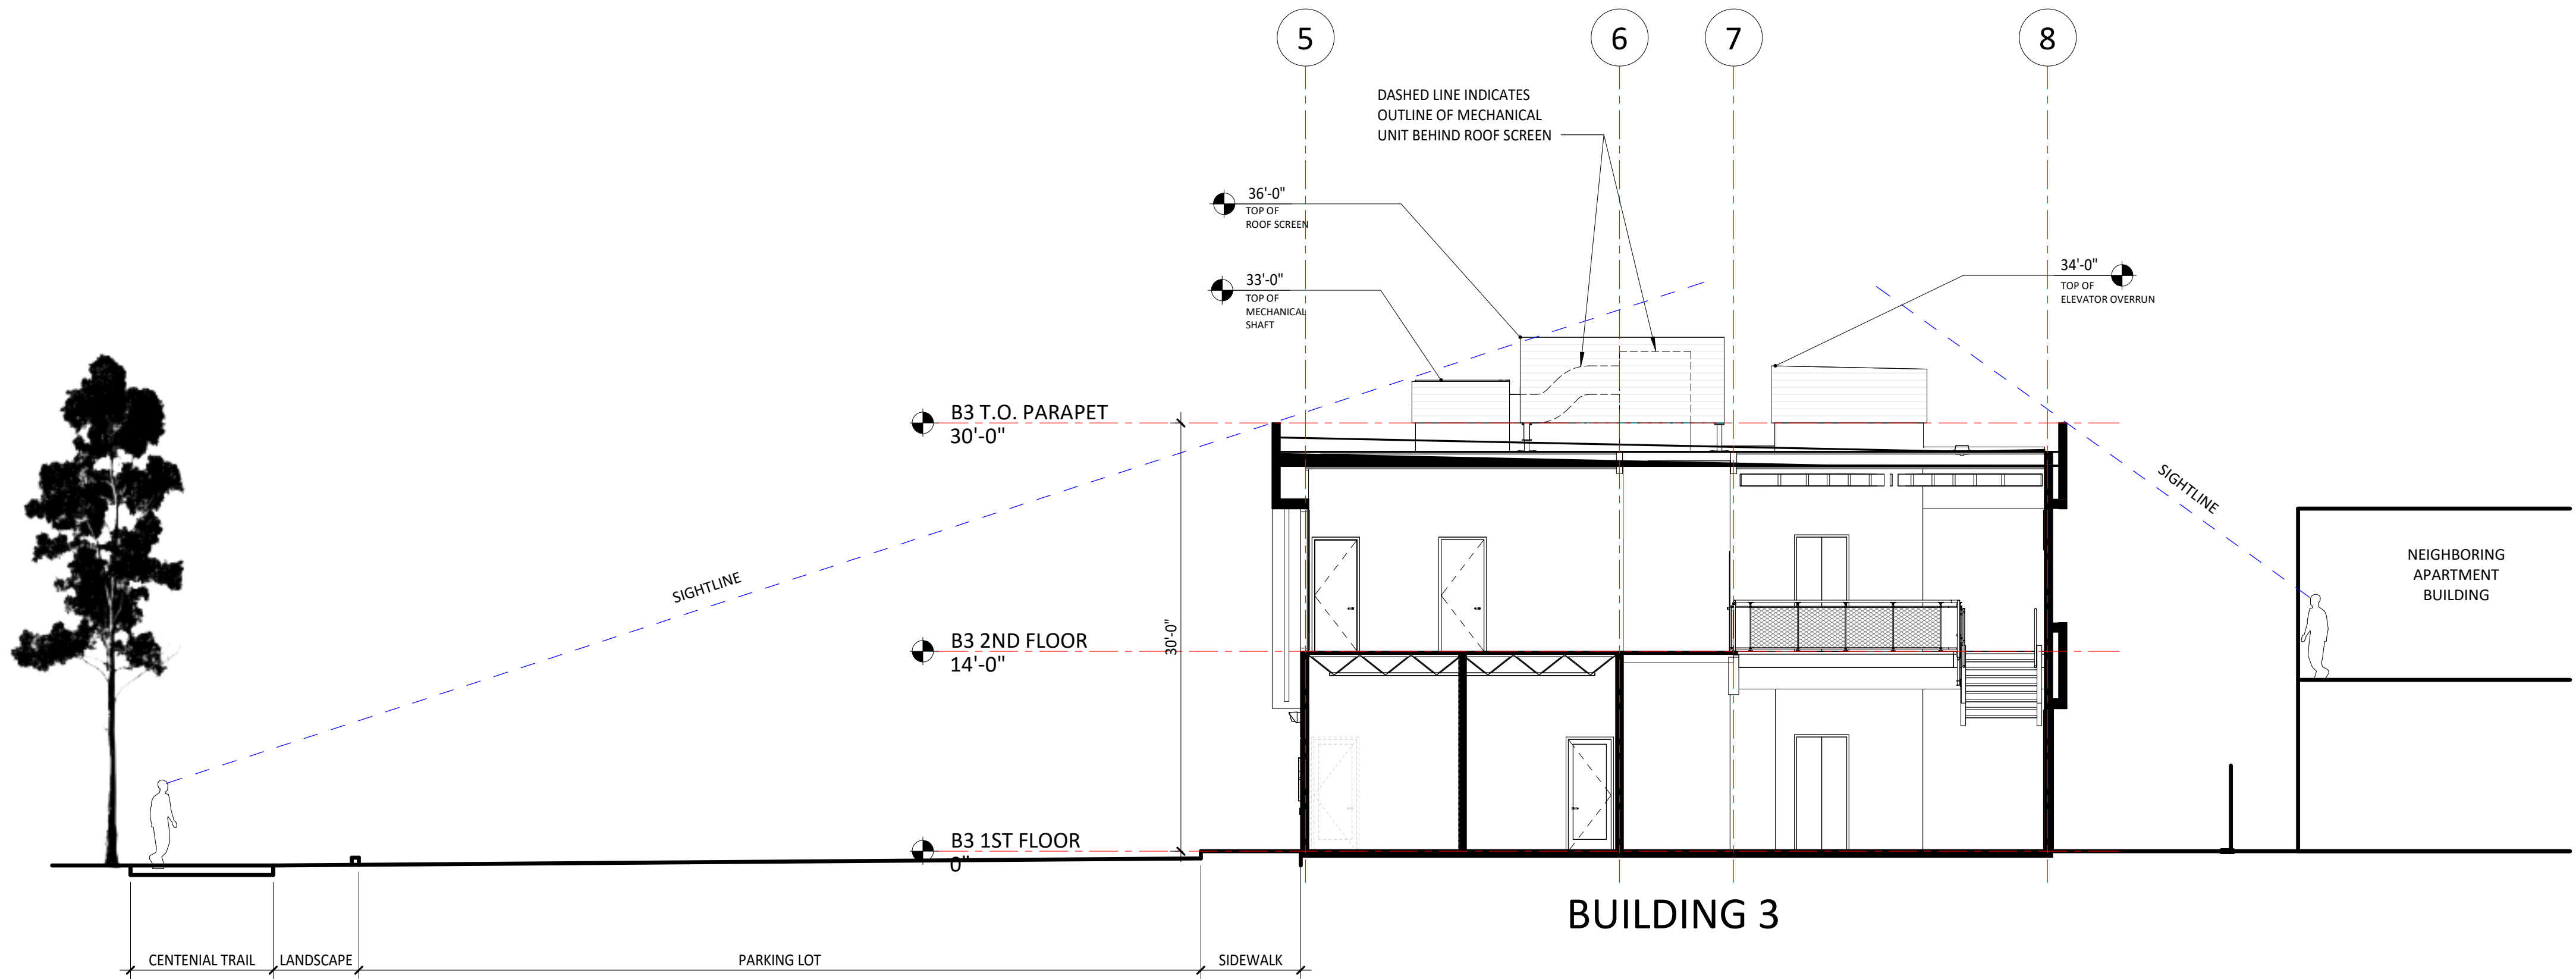 5
6
7
8
DASHED LINE INDICATES
OUTLINE OF MECHANICAL
UNIT BEHIND ROOF SCREEN
36'-0"
TOP OF
ROOF SCREEN
33'-0"
TOP OF
MECHANICAL
SHAFT
34'-0"
TOP OF
ELEVATOR OVERRUN
B3 T.O. PARAPET
30'-0"
SIGHTLINE
SIGHTLINE
NEIGHBORING
APARTMENT
BUILDING
B3 2ND FLOOR
14'-0"
30'-0"
B3 1ST FLOOR
0"
BUILDING 3
CENTENIAL TRAIL
LANDSCAPE
PARKING LOT
SIDEWALK